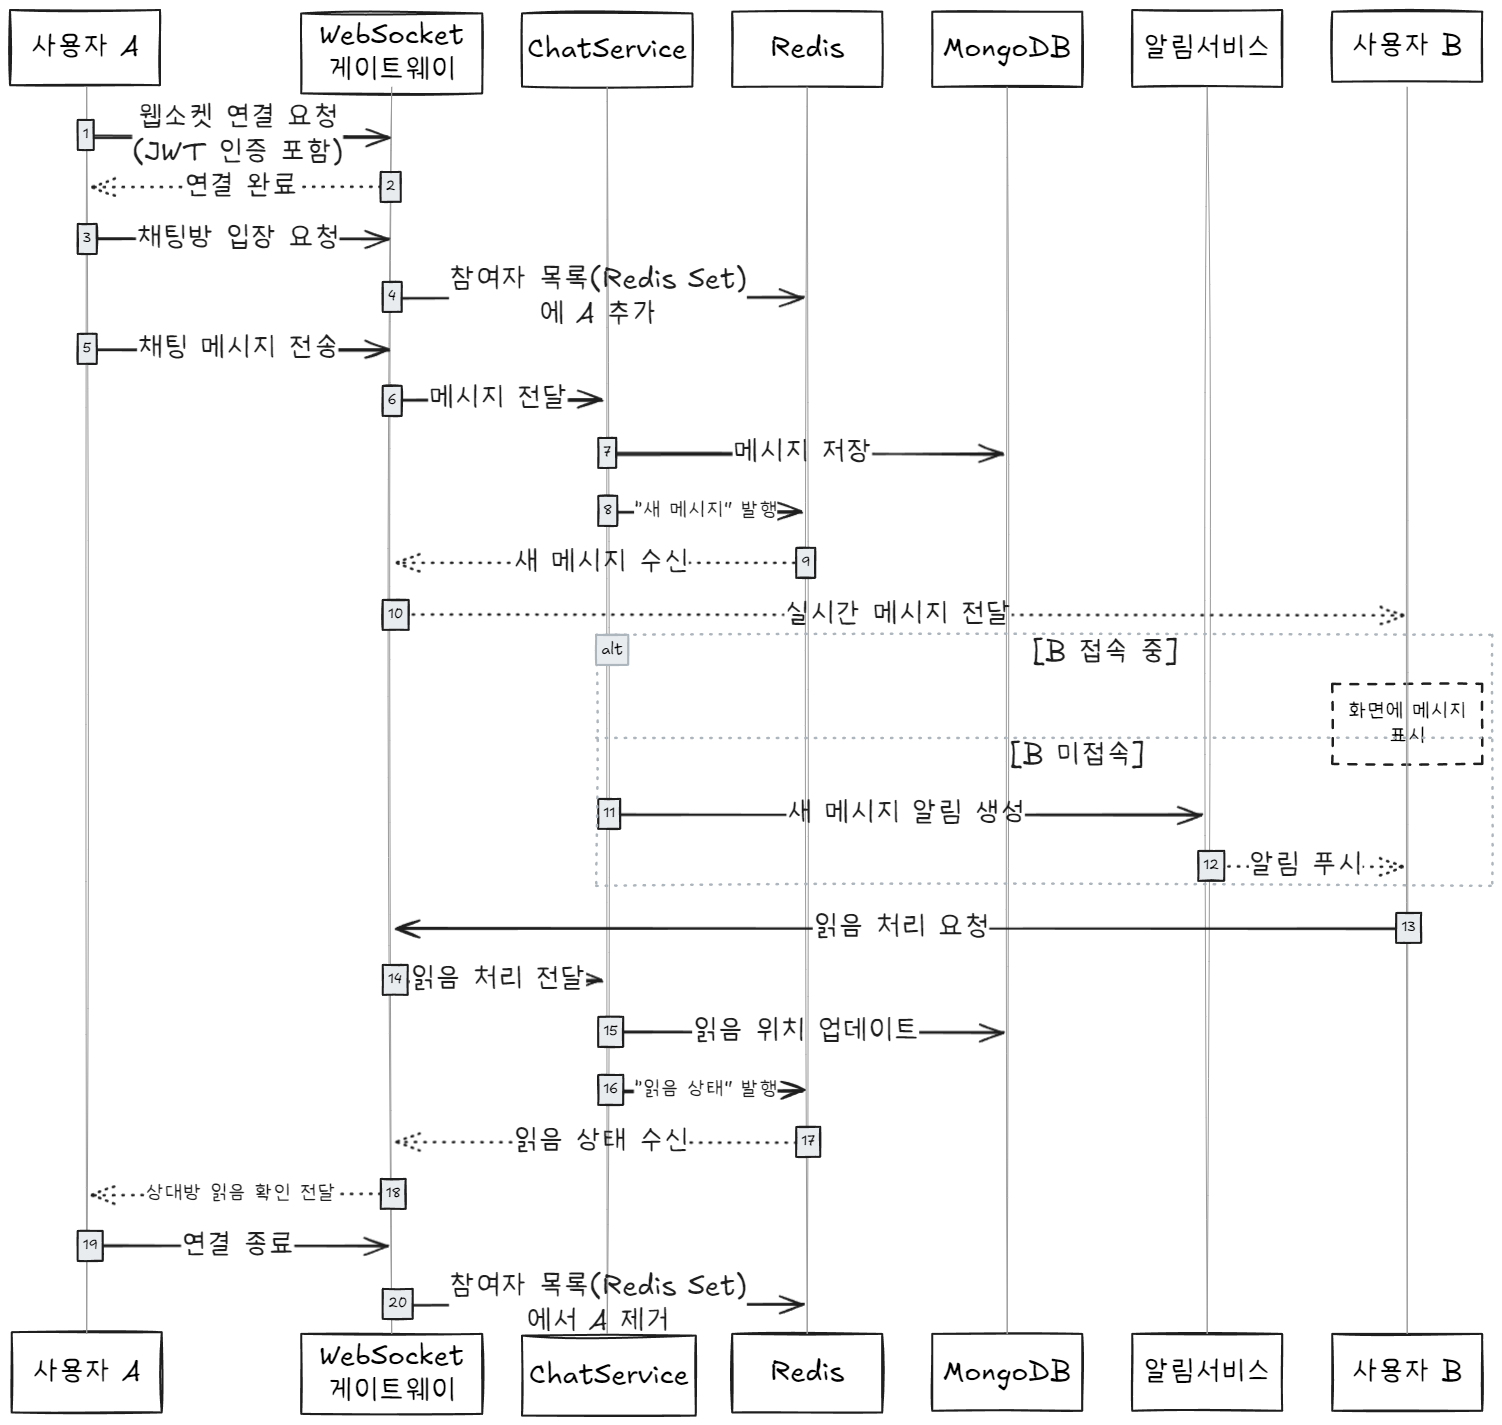 사용자 A
WebSocket
게이트웨이
ChatService
Redis
MongoDB
알림서비스
사용자 B
웹소켓 연결 요청
(JWT 인증 포함)
1
연결 완료
2
3
채팅방 입장 요청
4
참여자 목록(Redis Set)
에 A 추가
5
채팅 메시지 전송
6
메시지 전달
7
메시지 저장
8
"새 메시지" 발행
새 메시지 수신
9
10
실시간 메시지 전달
alt
[B 접속 중]
화면에 메시지
표시
[B 미접속]
11
새 메시지 알림 생성
12
알림 푸시
읽음 처리 요청
13
14
읽음 처리 전달
15
읽음 위치 업데이트
16
"읽음 상태" 발행
읽음 상태 수신
17
상대방 읽음 확인 전달
18
19
연결 종료
20
참여자 목록(Redis Set)
에서 A 제거
사용자 A
WebSocket
게이트웨이
ChatService
Redis
MongoDB
알림서비스
사용자 B